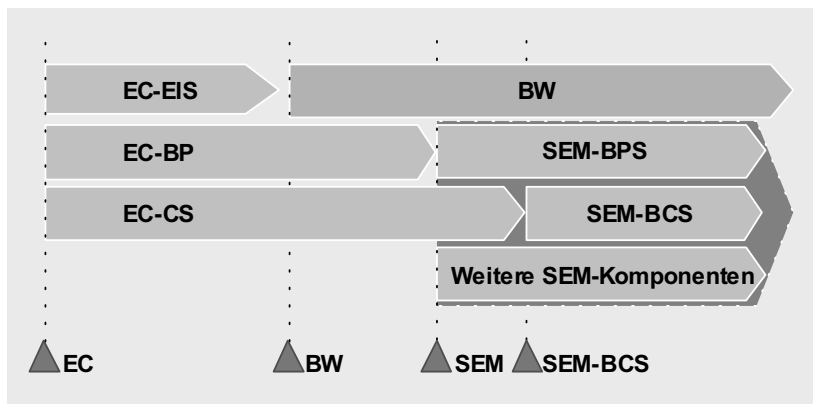 EC-EIS
BW
EC-BP
SEM-BPS
EC-CS
SEM-BCS
Weitere SEM-Komponenten
EC
BW
SEM
SEM-BCS